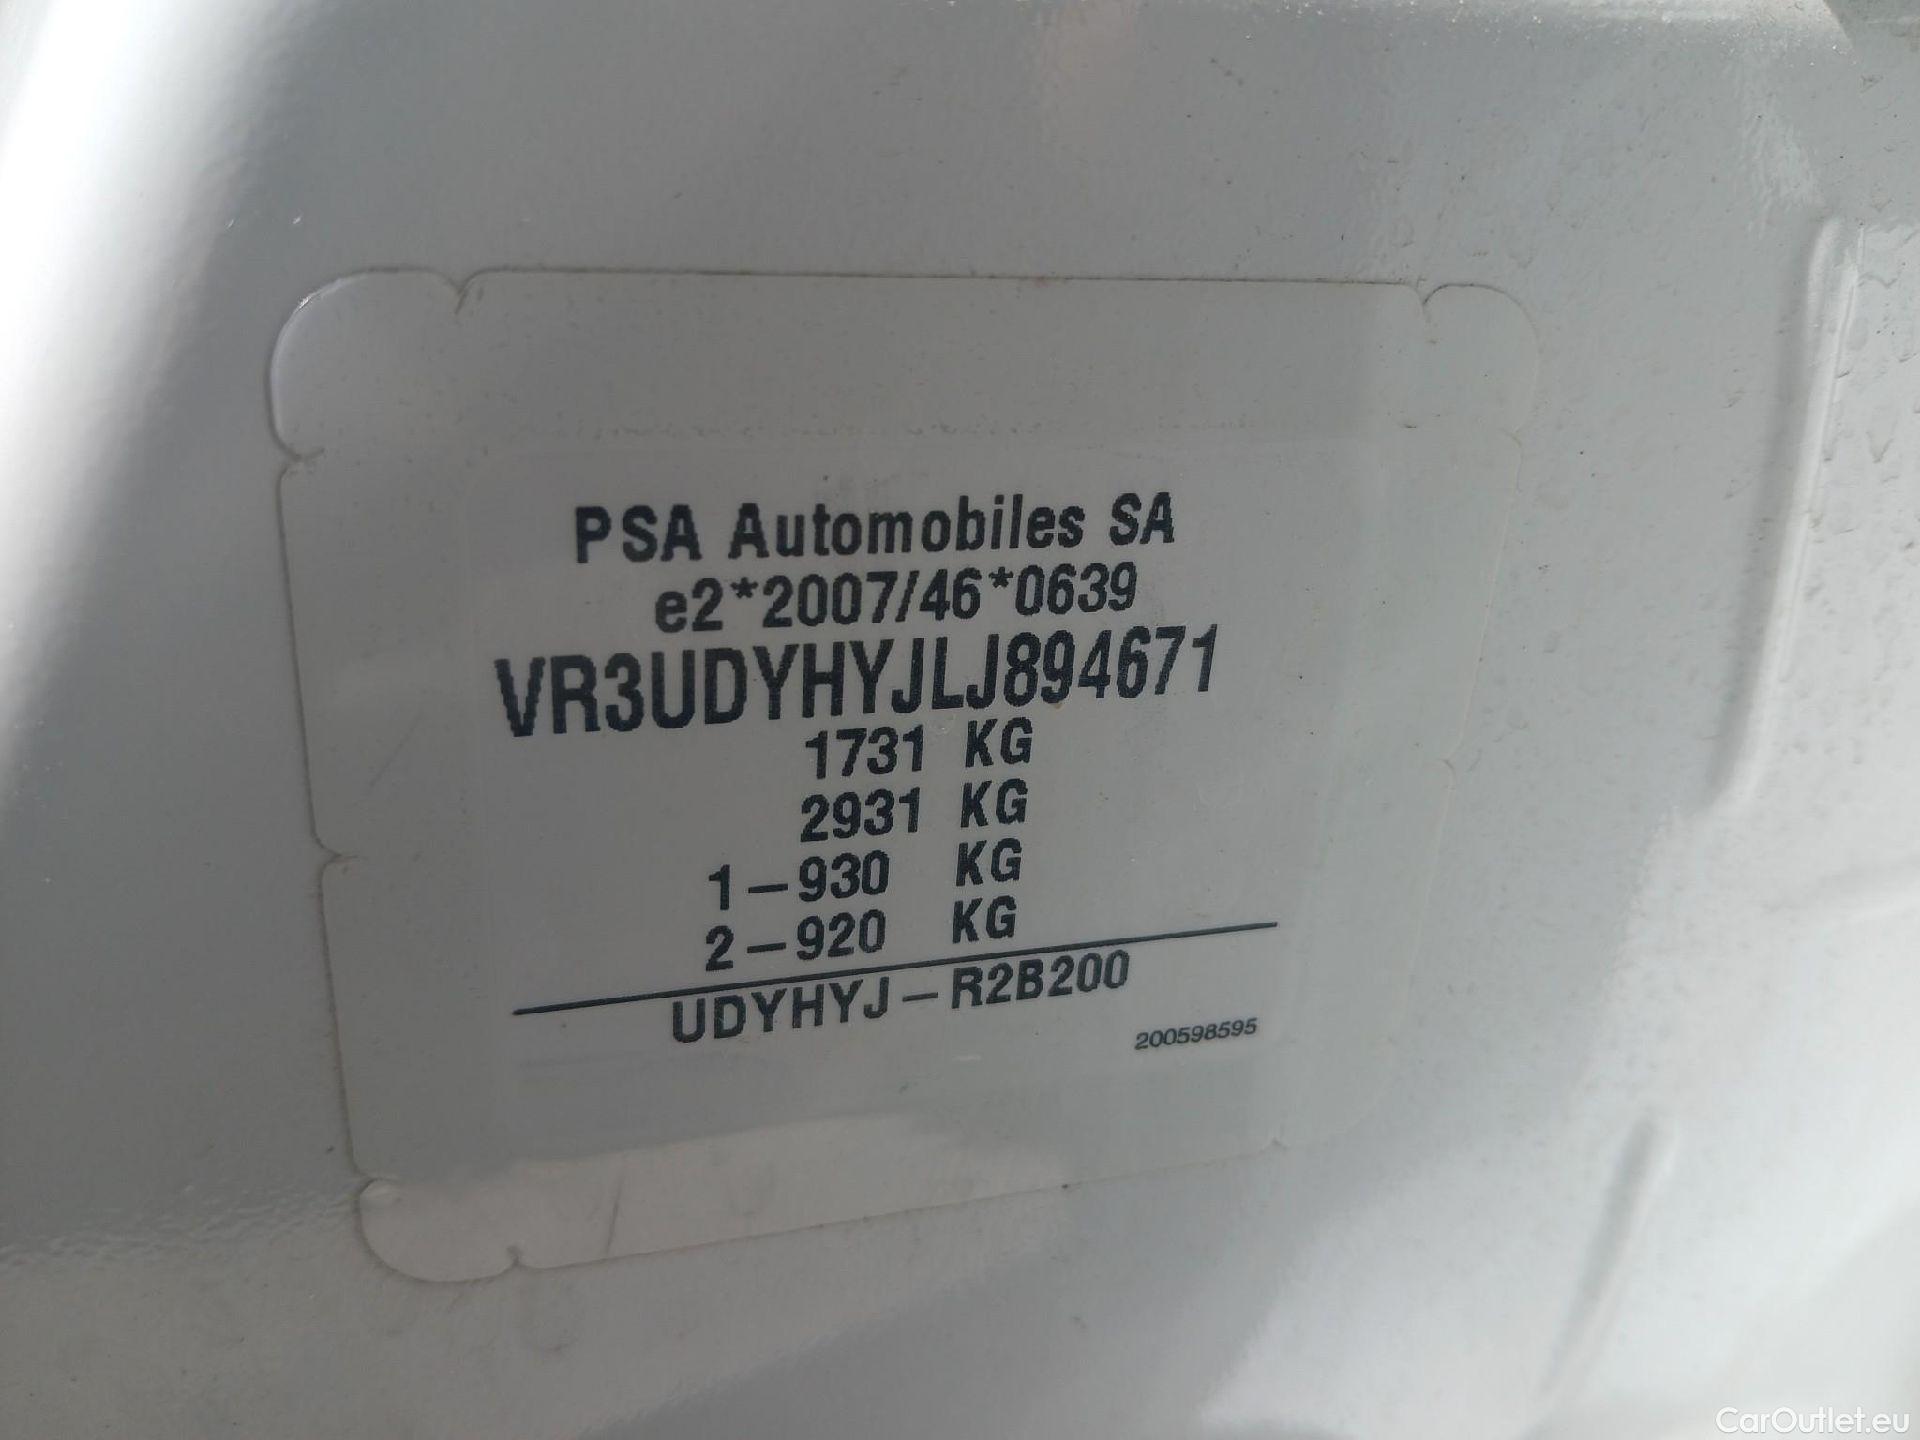 PSA Automobiles SA
e2*2007/46*0639
VR3UDYHYJLJ894671
1731 KG
2931 KG
1-930 KG
2-920 KG
UDYHYJ-R2B200
200598595
CarOutlet.eu